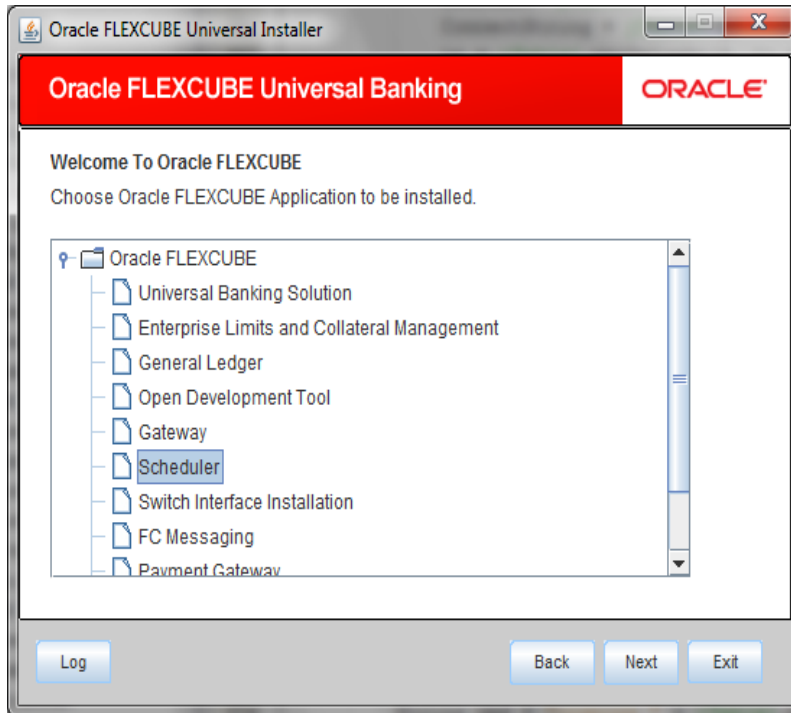 Oracle FLEXCUBE Universal Installer
Oracle FLEXCUBE Universal Banking
ORACLE
Welcome To Oracle FLEXCUBE
Choose Oracle FLEXCUBE Application to be installed.
Oracle FLEXCUBE
Universal Banking Solution
Enterprise Limits and Collateral Management
General Ledger
Open Development Tool
Gateway
Scheduler
Switch Interface Installation
FC Messaging
Payment Gateway
Log
Back
Next
Exit